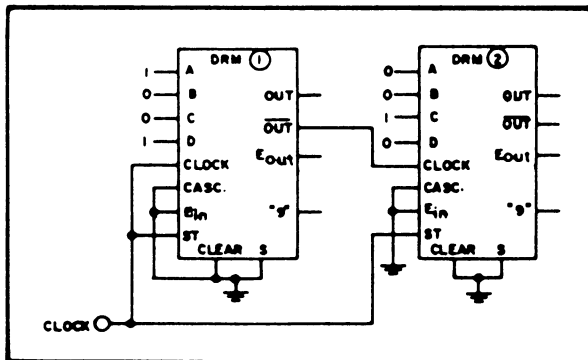 DRM 1
1 A
0 B
0 C
1 D
CLOCK
CASC.
Ein
ST
CLEAR S
OUT
OUT
Eout
"9"
DRM 2
0 A
0 B
1 C
0 D
CLOCK
CASC.
Ein
ST
CLEAR S
OUT
OUT
Eout
"9"
CLOCK